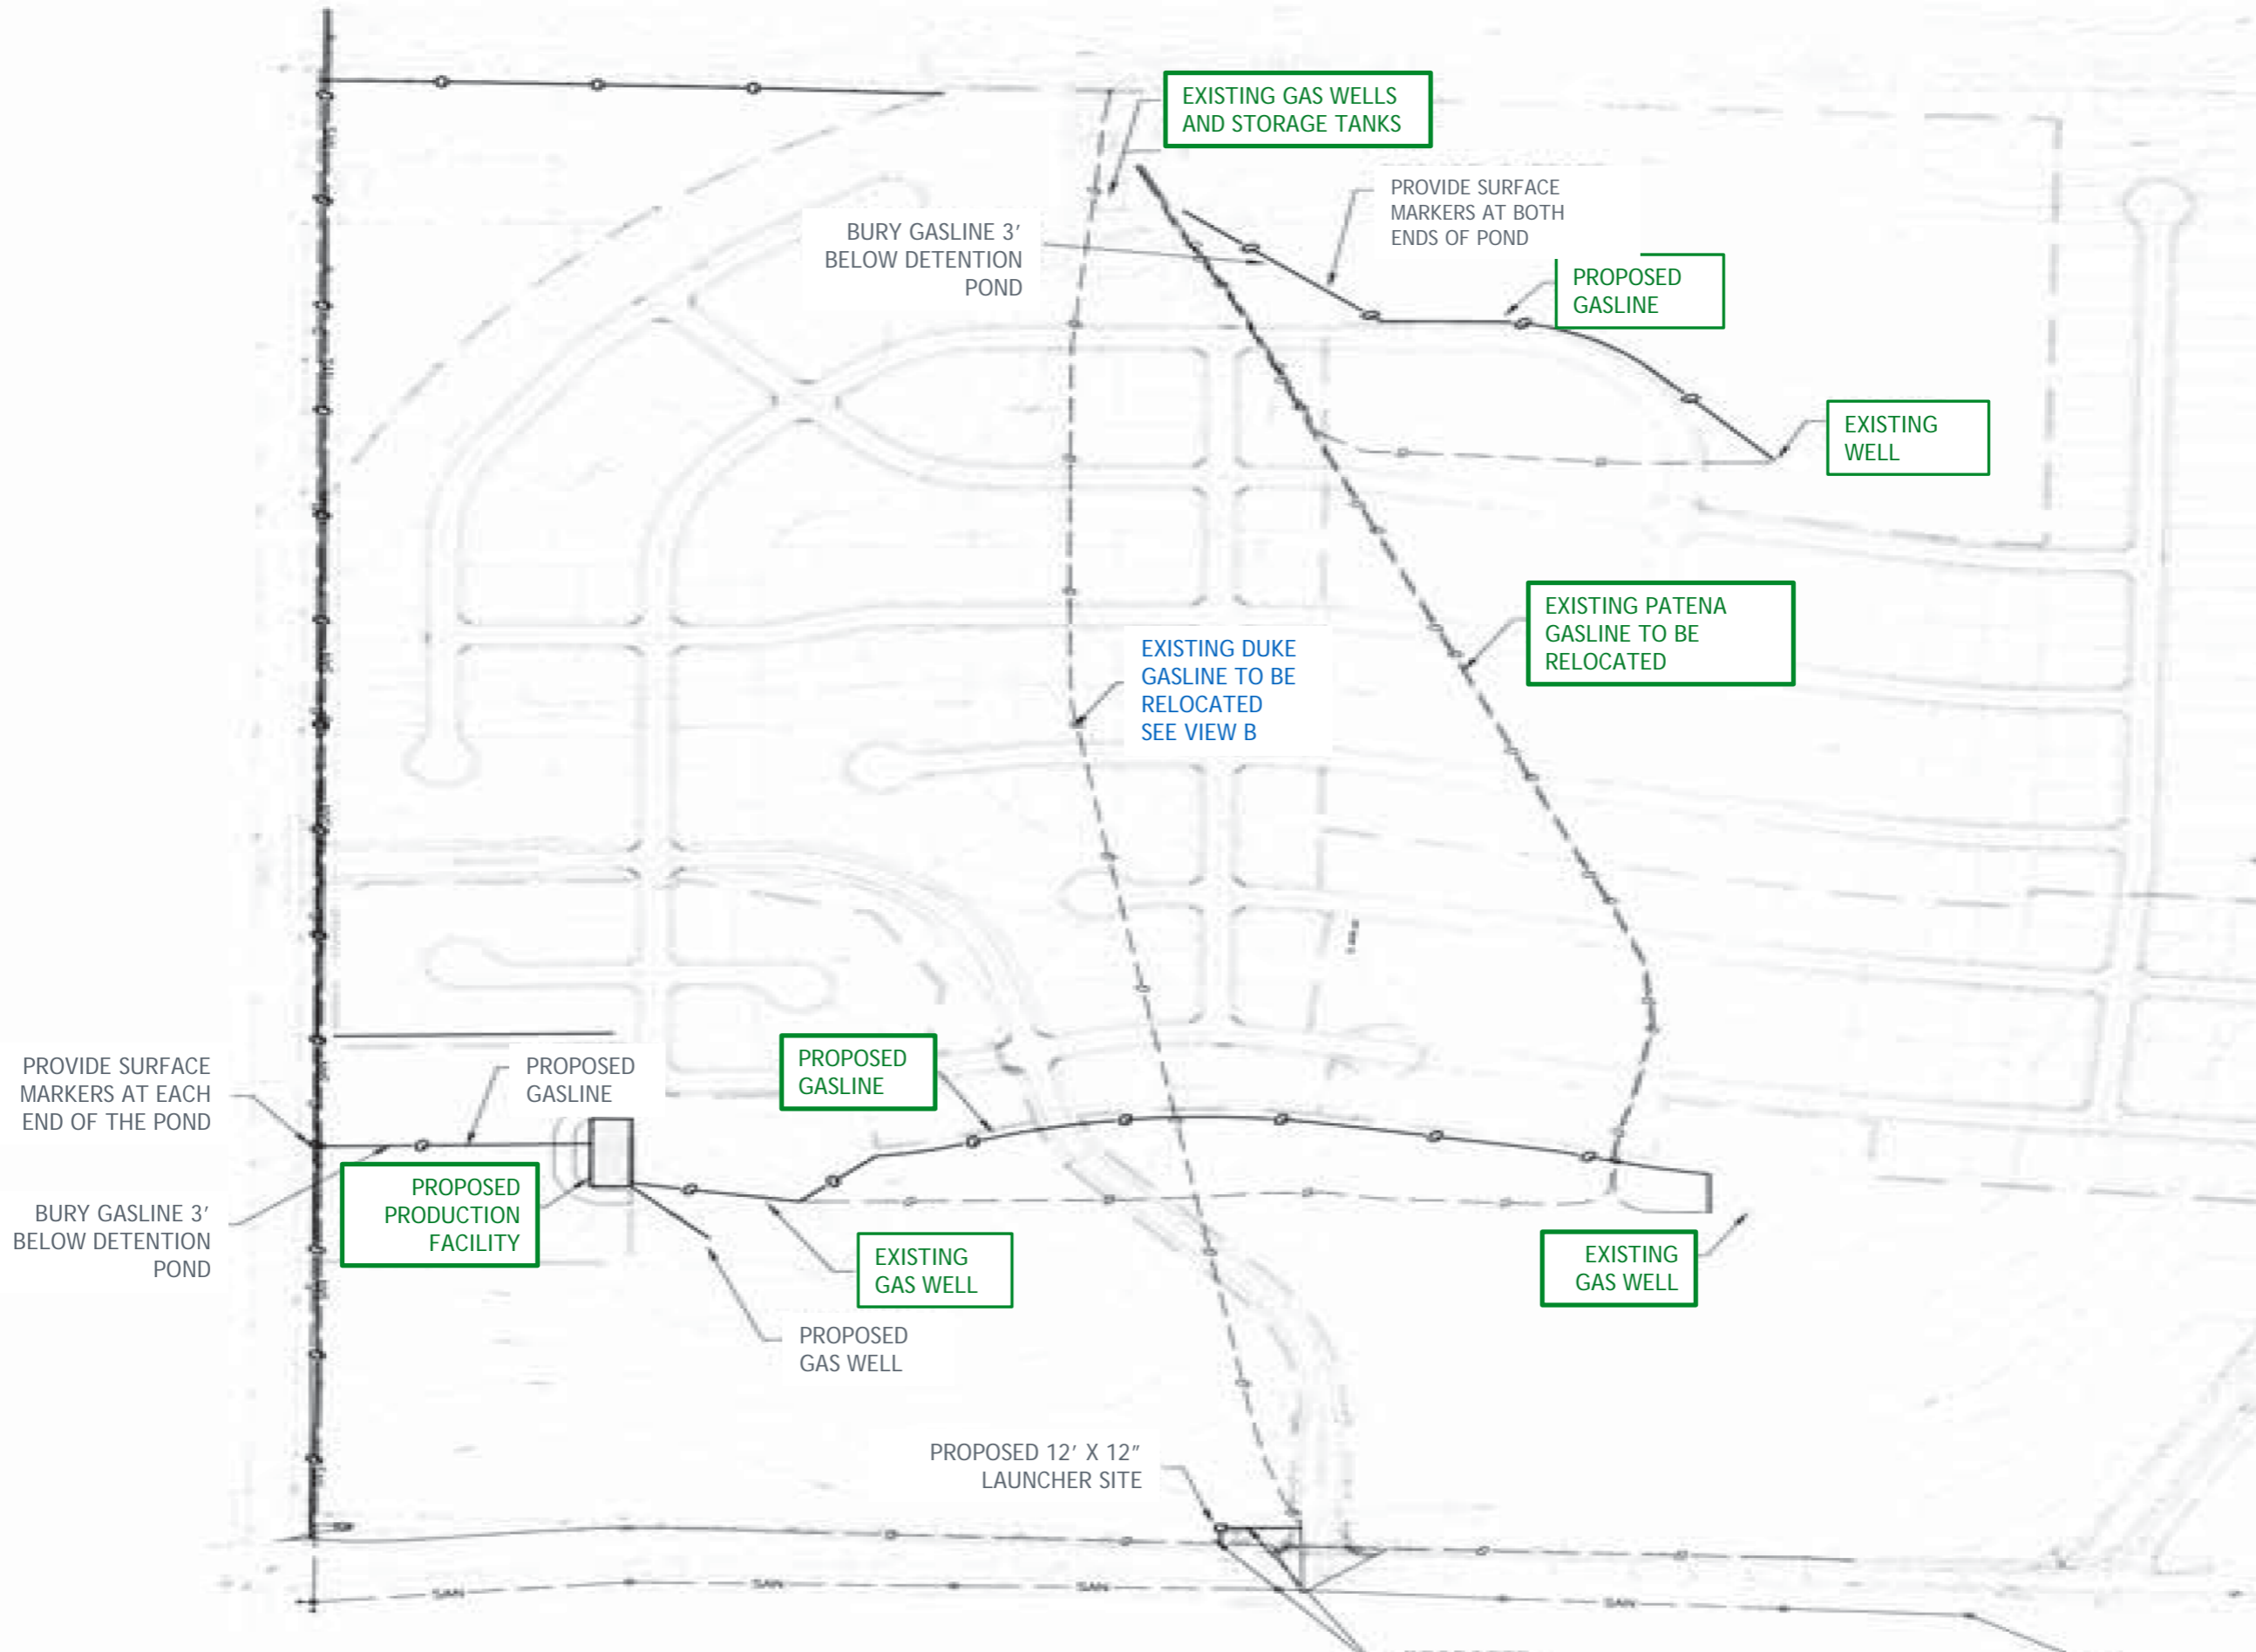 EXISTING GAS WELLS
AND STORAGE TANKS
PROVIDE SURFACE
MARKERS AT BOTH
ENDS OF POND
BURY GASLINE 3'
BELOW DETENTION
POND
PROPOSED
GASLINE
EXISTING
WELL
EXISTING PATENA
GASLINE TO BE
RELOCATED
EXISTING DUKE
GASLINE TO BE
RELOCATED
SEE VIEW B
PROVIDE SURFACE
MARKERS AT EACH
END OF THE POND
PROPOSED
GASLINE
PROPOSED
GASLINE
PROPOSED
PRODUCTION
FACILITY
BURY GASLINE 3'
BELOW DETENTION
POND
EXISTING
GAS WELL
EXISTING
GAS WELL
PROPOSED
GAS WELL
PROPOSED 12' X 12"
LAUNCHER SITE
SAN
SAN
SAN
SAN